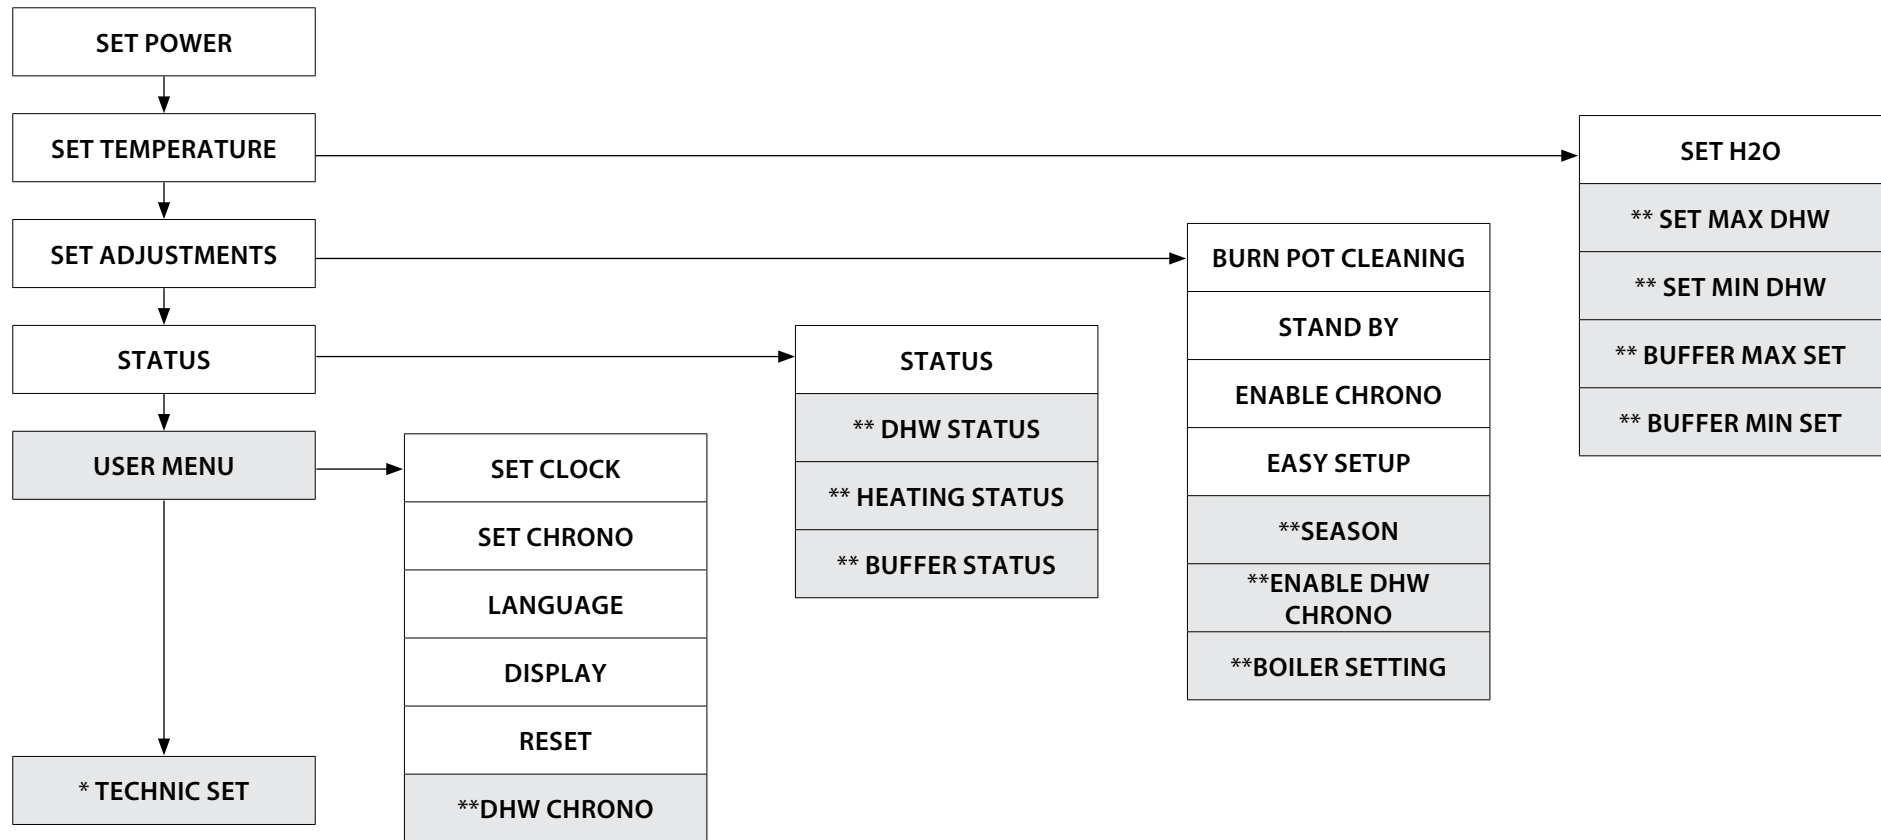 SET POWER
SET TEMPERATURE
SET ADJUSTMENTS
STATUS
USER MENU
* TECHNIC SET
SET CLOCK
SET CHRONO
LANGUAGE
DISPLAY
RESET
**DHW CHRONO
STATUS
** DHW STATUS
** HEATING STATUS
** BUFFER STATUS
BURN POT CLEANING
STAND BY
ENABLE CHRONO
EASY SETUP
**SEASON
**ENABLE DHW
CHRONO
**BOILER SETTING
SET H2O
** SET MAX DHW
** SET MIN DHW
** BUFFER MAX SET
** BUFFER MIN SET